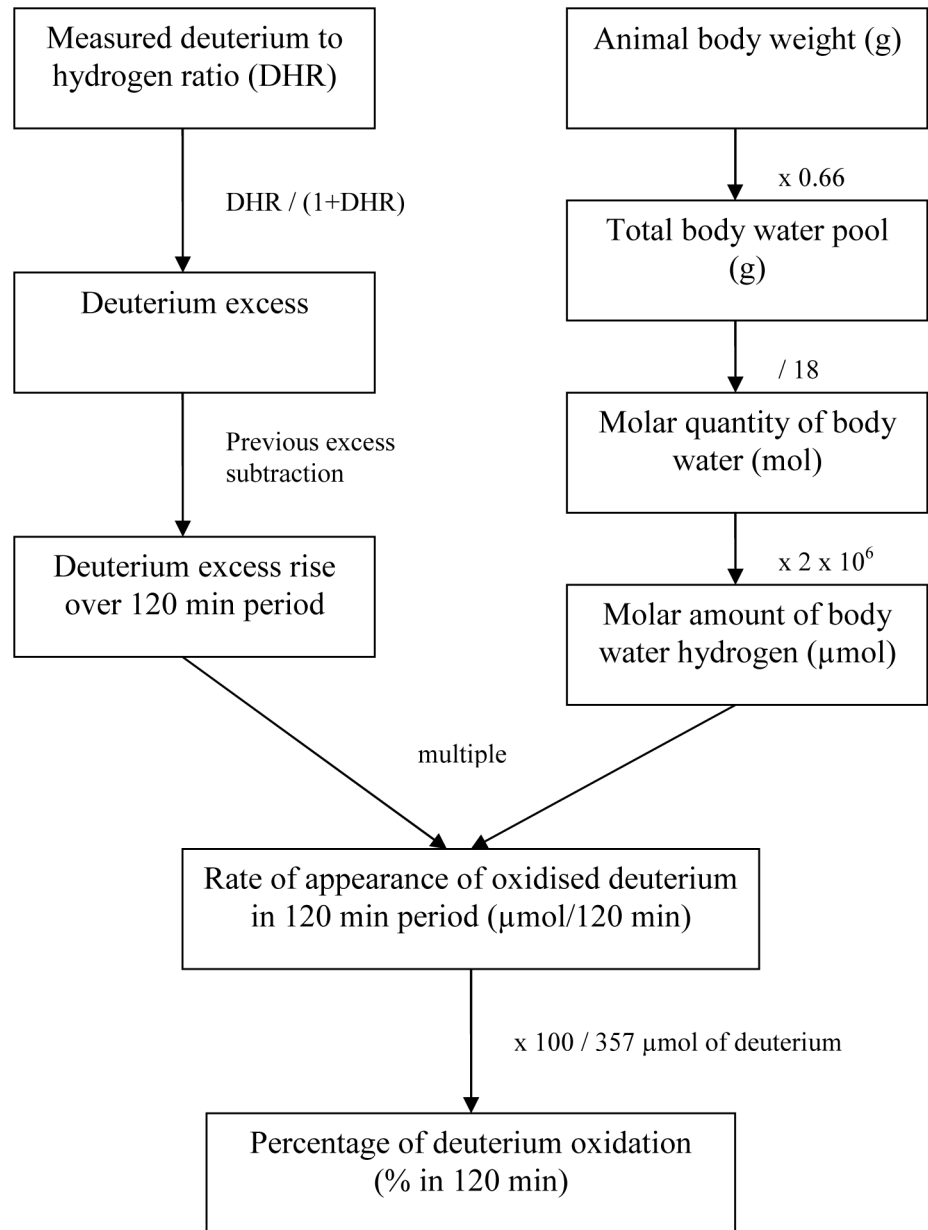 Measured deuterium to
hydrogen ratio (DHR)
DHR / (1+DHR)
Deuterium excess
Previous excess
subtraction
Deuterium excess rise
over 120 min period
Animal body weight (g)
x 0.66
Total body water pool
(g)
/ 18
Molar quantity of body
water (mol)
x 2 x 10⁶
Molar amount of body
water hydrogen (µmol)
multiple
Rate of appearance of oxidised deuterium
in 120 min period (µmol/120 min)
x 100 / 357 µmol of deuterium
Percentage of deuterium oxidation
(% in 120 min)